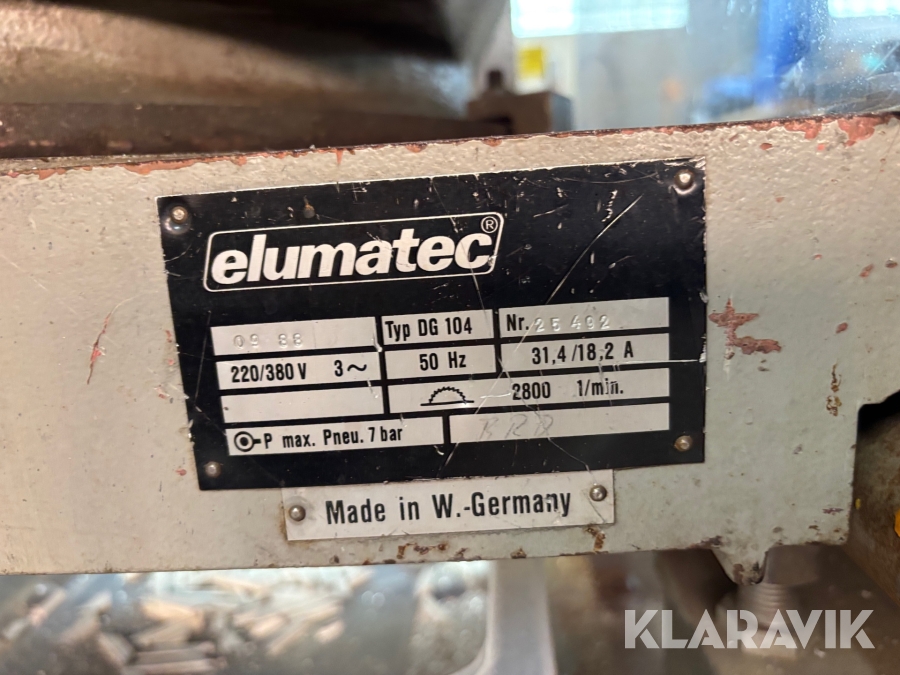 elumatec®
09 88 Typ DG 104 Nr. 25 492
220/380 V 3~ 50 Hz 31,4/18,2 A
2800 1/min.
P max. Pneu. 7 bar BRD
Made in W.-Germany
KLARAVIK